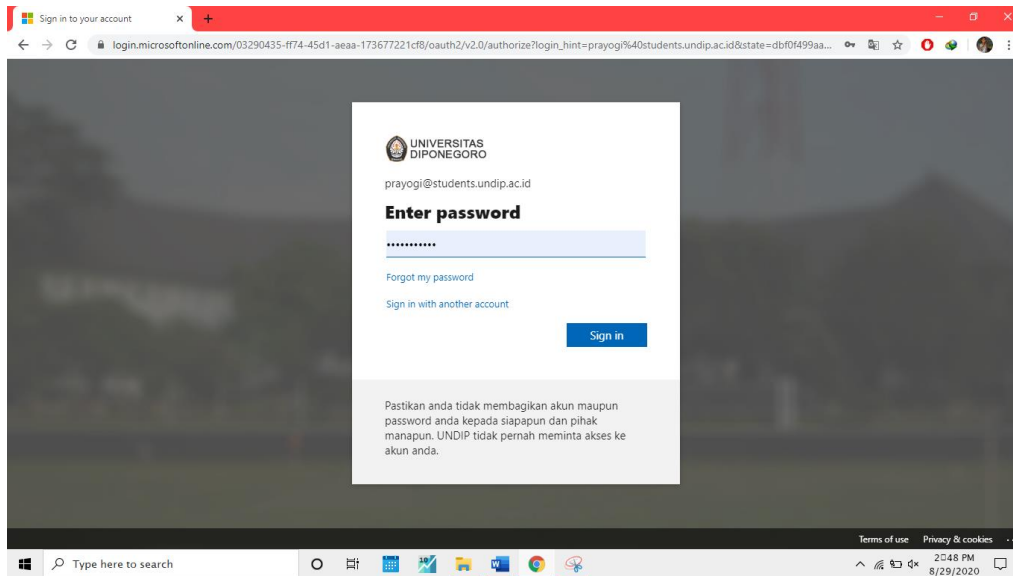 Sign in to your account
login.microsoftonline.com/03290435-ff74-45d1-aeaa-173677221cf8/oauth2/v2.0/authorize?login_hint=prayogi%40students.undip.ac.id&state=dbf0f499aa...
UNIVERSITAS
DIPONEGORO
prayogi@students.undip.ac.id
Enter password
•••••••••••
Forgot my password
Sign in with another account
Sign in
Pastikan anda tidak membagikan akun maupun
password anda kepada siapapun dan pihak
manapun. UNDIP tidak pernah meminta akses ke
akun anda.
Terms of use Privacy & cookies ...
Type here to search
2:48 PM
8/29/2020